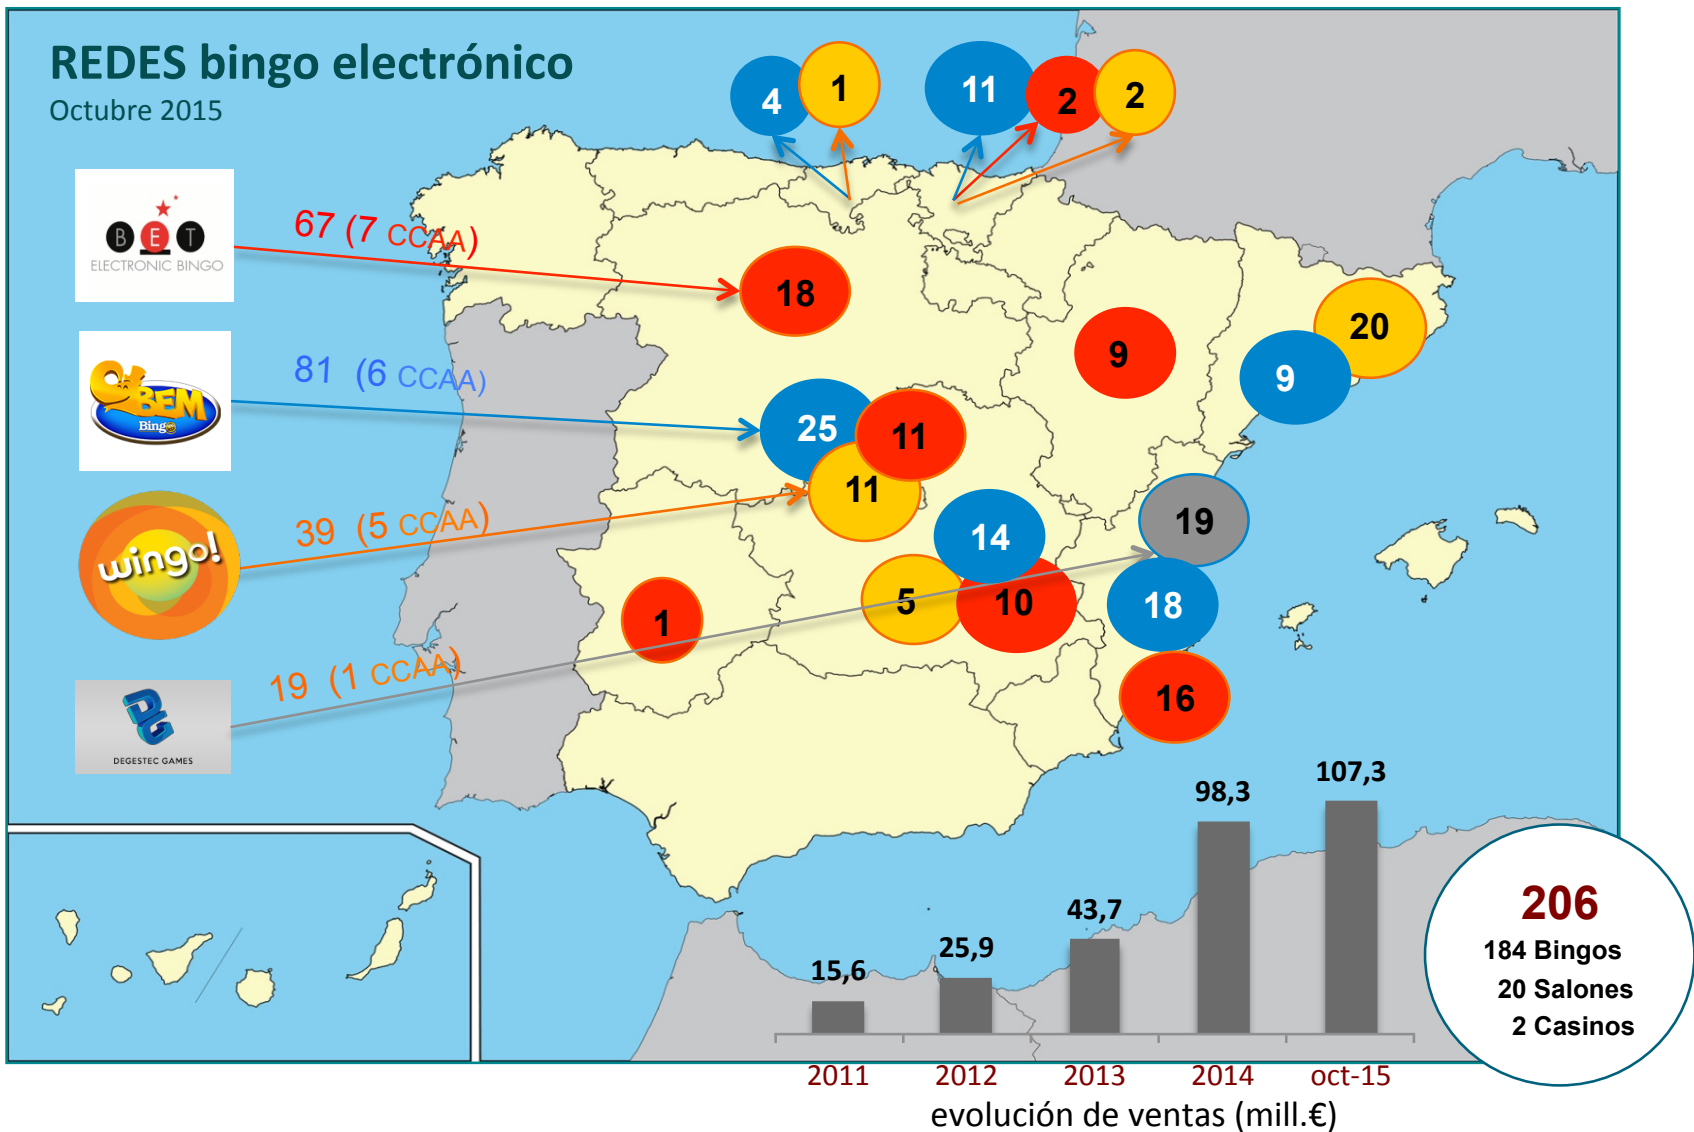 REDES bingo electrónico
Octubre 2015
4
1
11
2
2
BET
ELECTRONIC BINGO
67 (7 CCAA)
18
9
20
9
BEM
Bingo
81 (6 CCAA)
25
11
11
wingo!
39 (5 CCAA)
14
19
5
10
18
1
16
DG
DEGESTEC GAMES
19 (1 CCAA)
15,6
25,9
43,7
98,3
107,3
2011
2012
2013
2014
oct-15
evolución de ventas (mill.€)
206
184 Bingos
20 Salones
2 Casinos